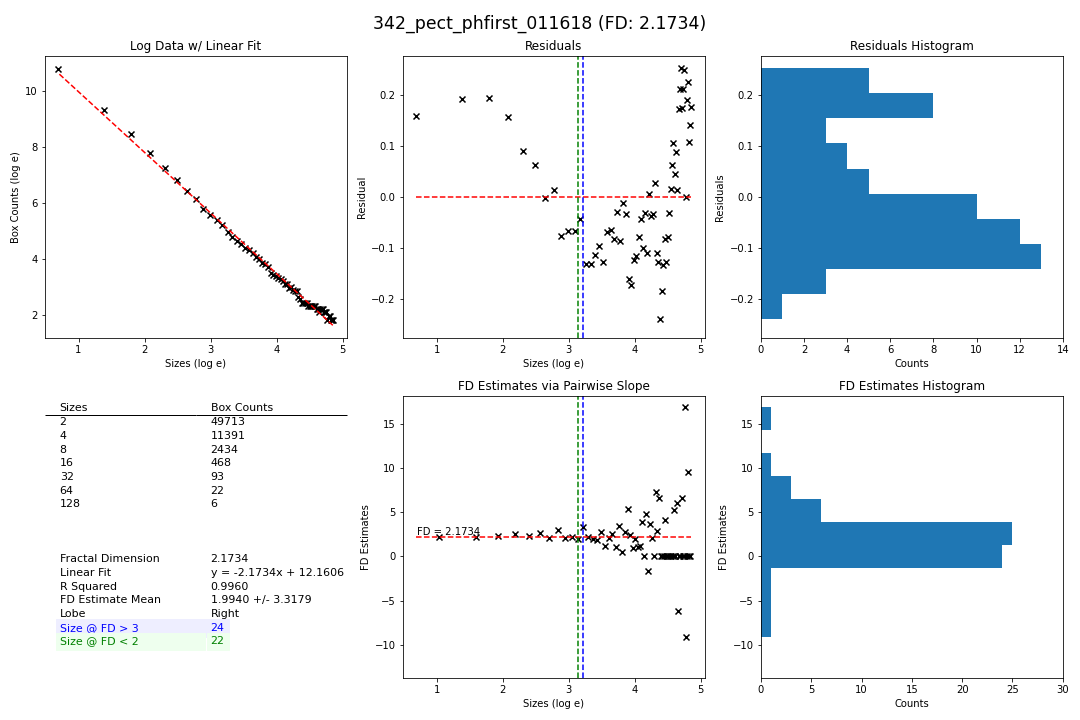 342_pect_phfirst_011618 (FD: 2.1734)
Log Data w/ Linear Fit
Box Counts (log e)
10
8
6
4
2
1
2
3
4
5
Sizes (log e)
Residuals
Residual
0.2
0.1
0.0
−0.1
−0.2
1
2
3
4
5
Sizes (log e)
Residuals Histogram
Residuals
0.2
0.1
0.0
−0.1
−0.2
0
2
4
6
8
10
12
14
Counts
Sizes Box Counts
2 49713
4 11391
8 2434
16 468
32 93
64 22
128 6
Fractal Dimension 2.1734
Linear Fit y = -2.1734x + 12.1606
R Squared 0.9960
FD Estimate Mean 1.9940 +/- 3.3179
Lobe Right
Size @ FD > 3 24
Size @ FD < 2 22
FD Estimates via Pairwise Slope
FD Estimates
15
10
5
0
−5
−10
FD = 2.1734
1
2
3
4
5
Sizes (log e)
FD Estimates Histogram
FD Estimates
15
10
5
0
−5
−10
0
5
10
15
20
25
30
Counts